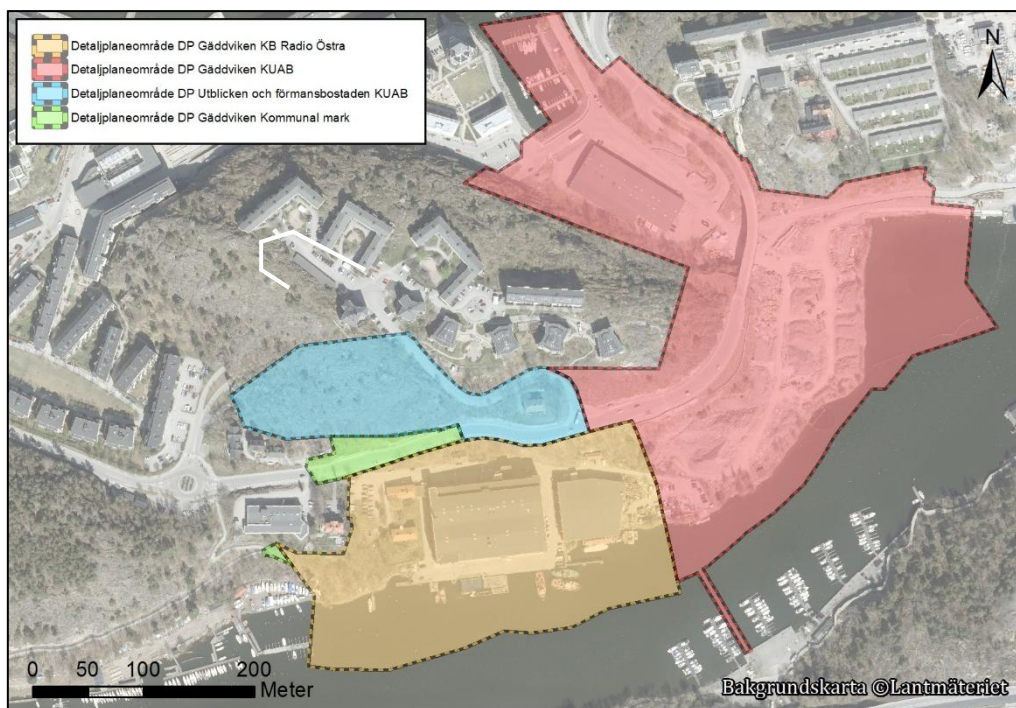 Detaljplaneområde DP Gäddviken KB Radio Östra
Detaljplaneområde DP Gäddviken KUAB
Detaljplaneområde DP Utblicken och förmansbostaden KUAB
Detaljplaneområde DP Gäddviken Kommunal mark
N
0 50 100 200
Meter
Bakgrundskarta ©Lantmäteriet